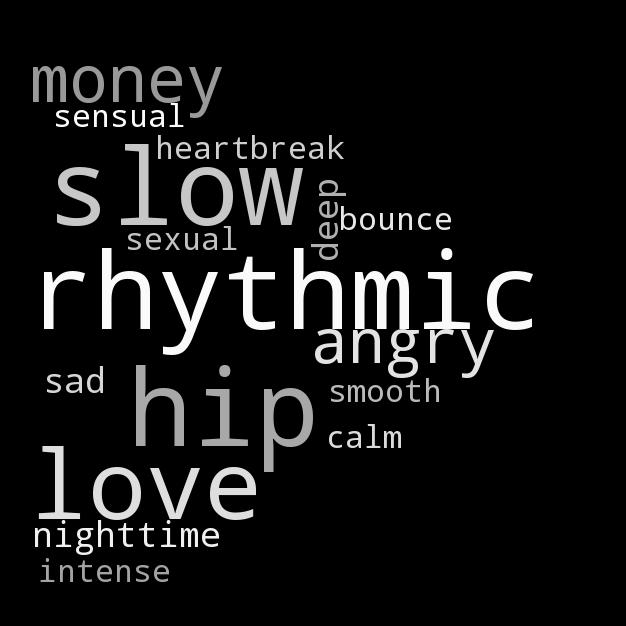 money
sensual
heartbreak
slow
deep
bounce
sexual
rhythmic
angry
sad
smooth
hip
calm
love
nighttime
intense